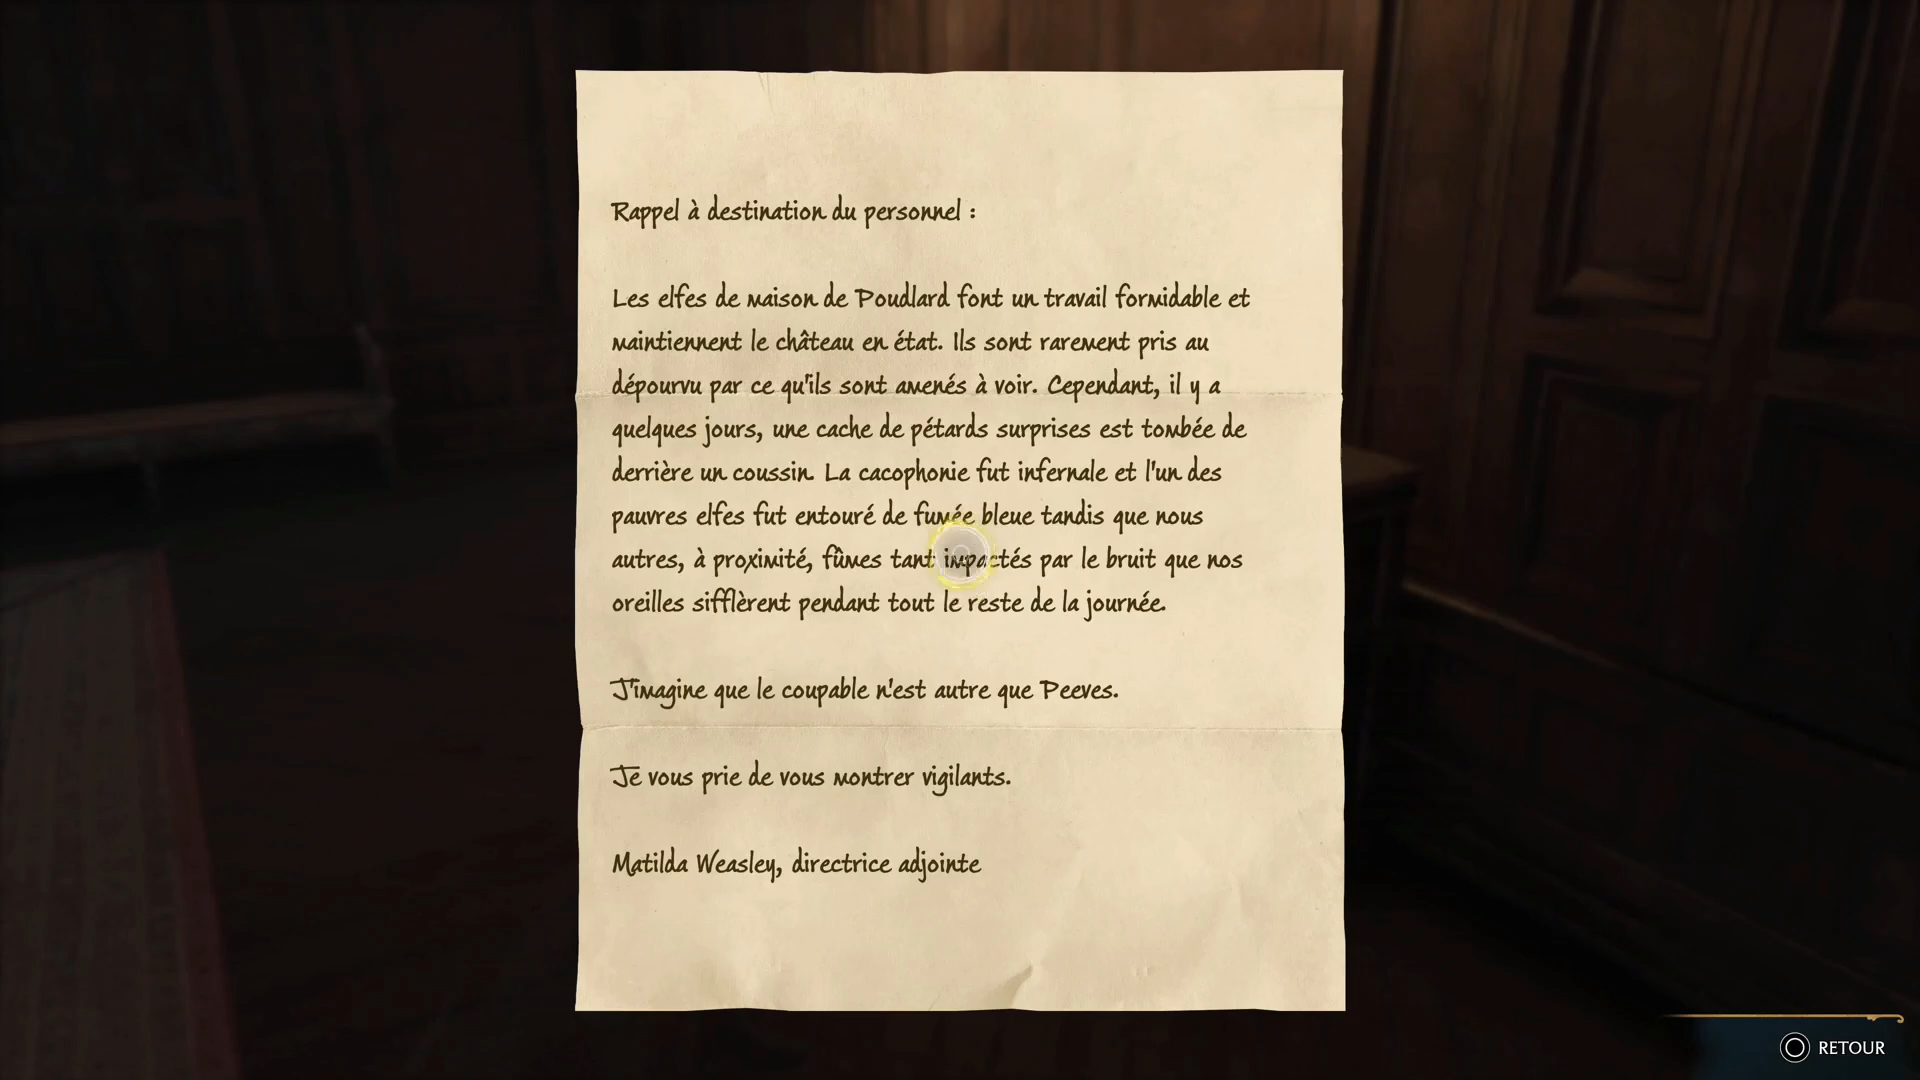 Rappel à destination du personnel :
Les elfes de maison de Poudlard font un travail formidable et
maintiennent le château en état. Ils sont rarement pris au
dépourvu par ce qu'ils sont amenés à voir. Cependant, il y a
quelques jours, une cache de pétards surprises est tombée de
derrière un coussin. La cacophonie fut infernale et l'un des
pauvres elfes fut entouré de fumée bleue tandis que nous
autres, à proximité, fûmes tant impactés par le bruit que nos
oreilles sifflèrent pendant tout le reste de la journée.
J'imagine que le coupable n'est autre que Peeves.
Je vous prie de vous montrer vigilants.
Matilda Weasley, directrice adjointe
RETOUR